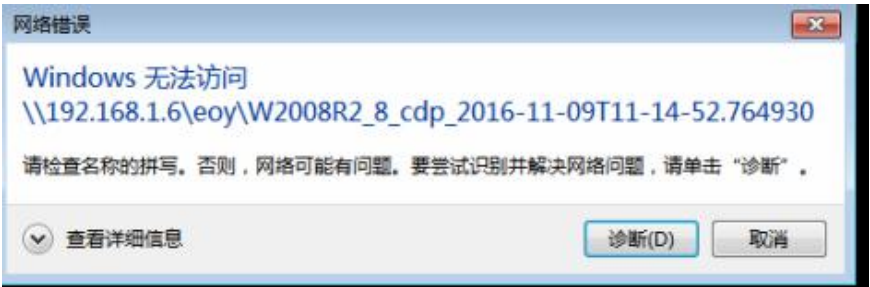 网络错误
Windows 无法访问
\\192.168.1.6\eoy\W2008R2_8_cdp_2016-11-09T11-14-52.764930
请检查名称的拼写。否则，网络可能有问题。要尝试识别并解决网络问题，请单击“诊断”。
查看详细信息
诊断(D)
取消